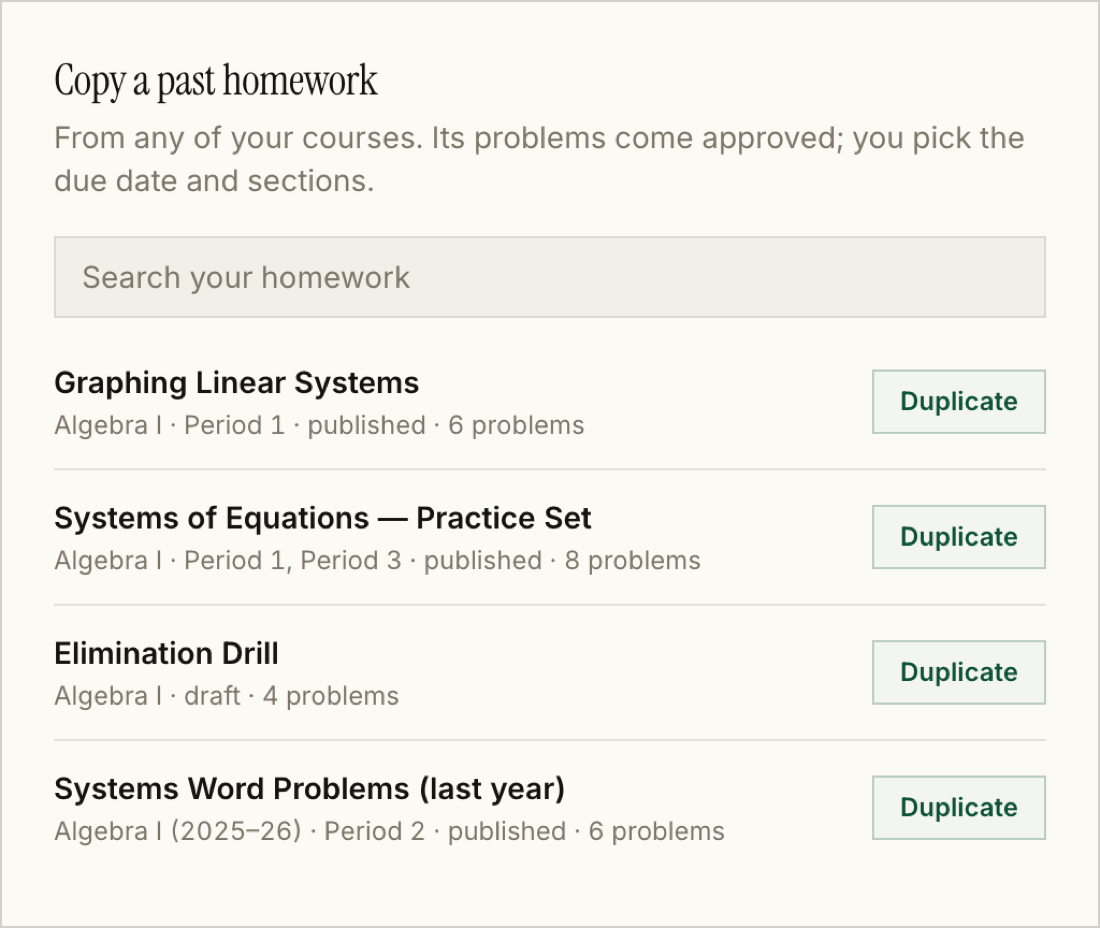 Copy a past homework
From any of your courses. Its problems come approved; you pick the
due date and sections.
Search your homework
Graphing Linear Systems
Algebra I · Period 1 · published · 6 problems
Duplicate
Systems of Equations — Practice Set
Algebra I · Period 1, Period 3 · published · 8 problems
Duplicate
Elimination Drill
Algebra I · draft · 4 problems
Duplicate
Systems Word Problems (last year)
Algebra I (2025–26) · Period 2 · published · 6 problems
Duplicate